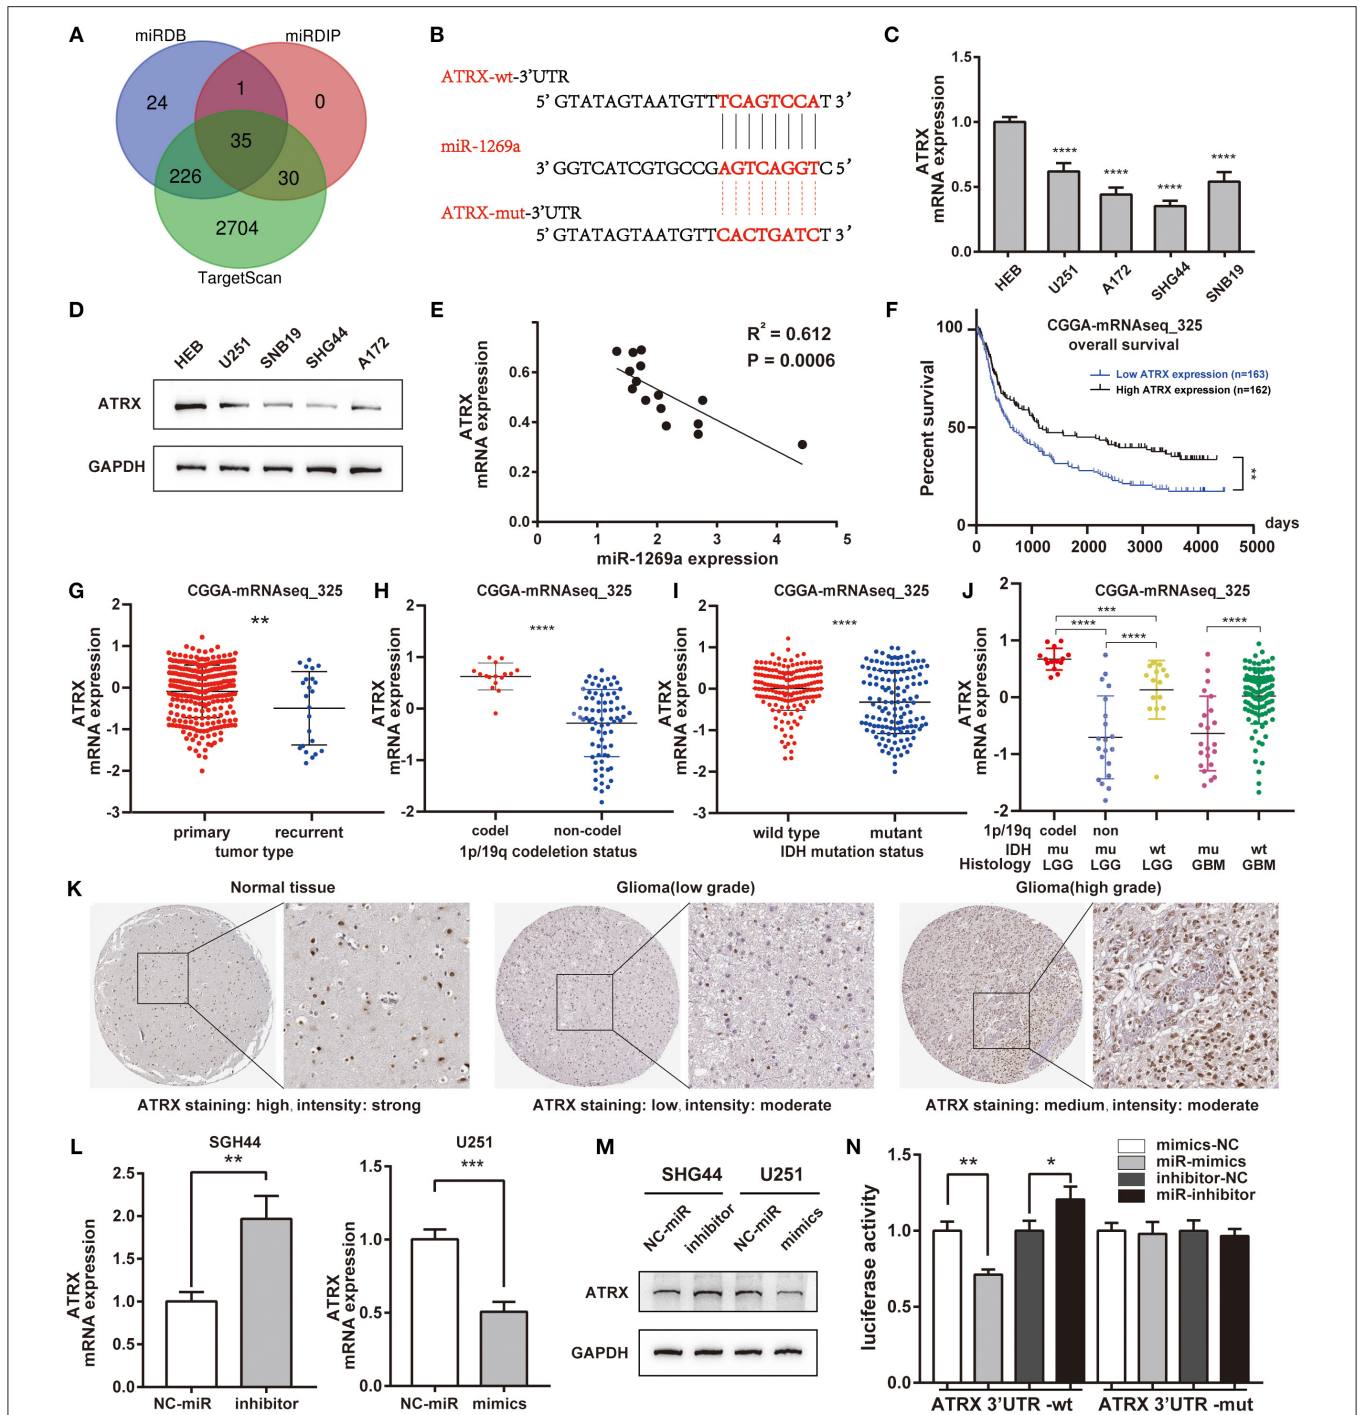 A
miRDB
miRDIP
24
1
0
35
226
30
2704
TargetScan
B
ATRX-wt-3'UTR
5' GTATAGTAATGTTTCAGTCCAT 3'
miR-1269a
3' GGTCATCGTGCCGAGTCAGGTC 5'
ATRX-mut-3'UTR
5' GTATAGTAATGTTCACTGATCT 3'
C
ATRX
mRNA expression
1.5
1.0
0.5
0.0
****
****
****
****
HEB
U251
A172
SHG44
SNB19
D
HEB
U251
SNB19
SHG44
A172
ATRX
GAPDH
E
ATRX
mRNA expression
0.6
0.4
0.2
0.0
R² = 0.612
P = 0.0006
0 1 2 3 4 5
miR-1269a expression
F
CGGA-mRNAseq_325
overall survival
Low ATRX expression (n=163)
High ATRX expression (n=162)
Percent survival
100
50
0
**
days
0 1000 2000 3000 4000 5000
G
CGGA-mRNAseq_325
**
ATRX
mRNA expression
2
1
0
-1
-2
-3
primary recurrent
tumor type
H
CGGA-mRNAseq_325
****
ATRX
mRNA expression
2
1
0
-1
-2
codel non-codel
1p/19q codeletion status
I
CGGA-mRNAseq_325
****
ATRX
mRNA expression
2
1
0
-1
-2
-3
wild type mutant
IDH mutation status
J
CGGA-mRNAseq_325
***
****
****
****
ATRX
mRNA expression
2
1
0
-1
-2
1p/19q codel non
IDH mu mu wt mu wt
Histology LGG LGG LGG GBM GBM
K
Normal tissue
Glioma(low grade)
Glioma(high grade)
ATRX staining: high, intensity: strong
ATRX staining: low, intensity: moderate
ATRX staining: medium, intensity: moderate
L
SGH44
**
ATRX
mRNA expression
2.5
2.0
1.5
1.0
0.5
0.0
NC-miR inhibitor
U251
***
ATRX
mRNA expression
1.5
1.0
0.5
0.0
NC-miR mimics
M
SHG44 U251
NC-miR
inhibitor
NC-miR
mimics
ATRX
GAPDH
N
mimics-NC
miR-mimics
inhibitor-NC
miR-inhibitor
luciferase activity
1.5
1.0
0.5
0.0
**
*
ATRX 3'UTR -wt
ATRX 3'UTR -mut